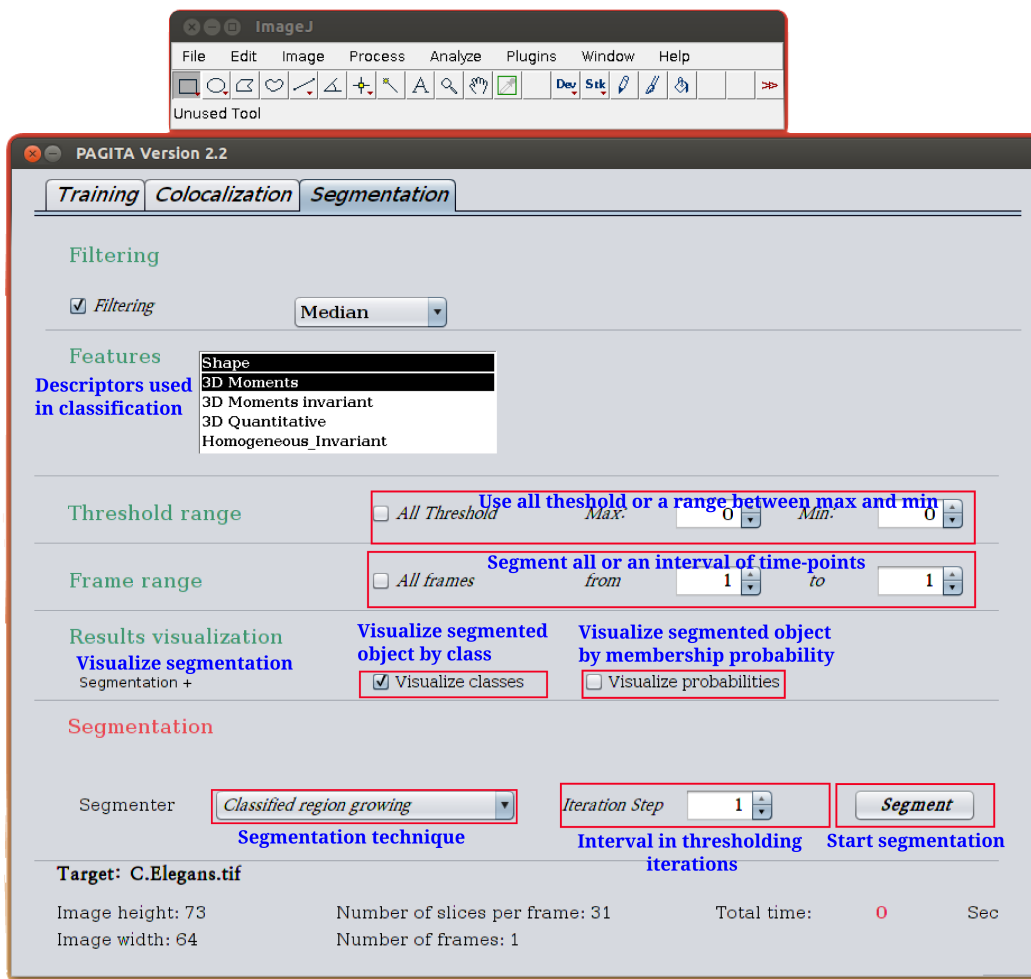 ImageJ
File Edit Image Process Analyze Plugins Window Help
A Dev Stk >>
Unused Tool
PAGITA Version 2.2
Training Colocalization Segmentation
Filtering
Filtering Median
Features
Descriptors used
in classification
Shape
3D Moments
3D Moments invariant
3D Quantitative
Homogeneous_Invariant
Use all theshold or a range between max and min
Threshold range All Threshold Max: 0 Min: 0
Segment all or an interval of time-points
Frame range All frames from 1 to 1
Results visualization
Visualize segmentation
Segmentation +
Visualize segmented
object by class
Visualize classes
Visualize segmented object
by membership probability
Visualize probabilities
Segmentation
Segmenter Classified region growing Iteration Step 1 Segment
Segmentation technique
Interval in thresholding
iterations
Start segmentation
Target: C.Elegans.tif
Image height: 73 Number of slices per frame: 31 Total time: 0 Sec
Image width: 64 Number of frames: 1